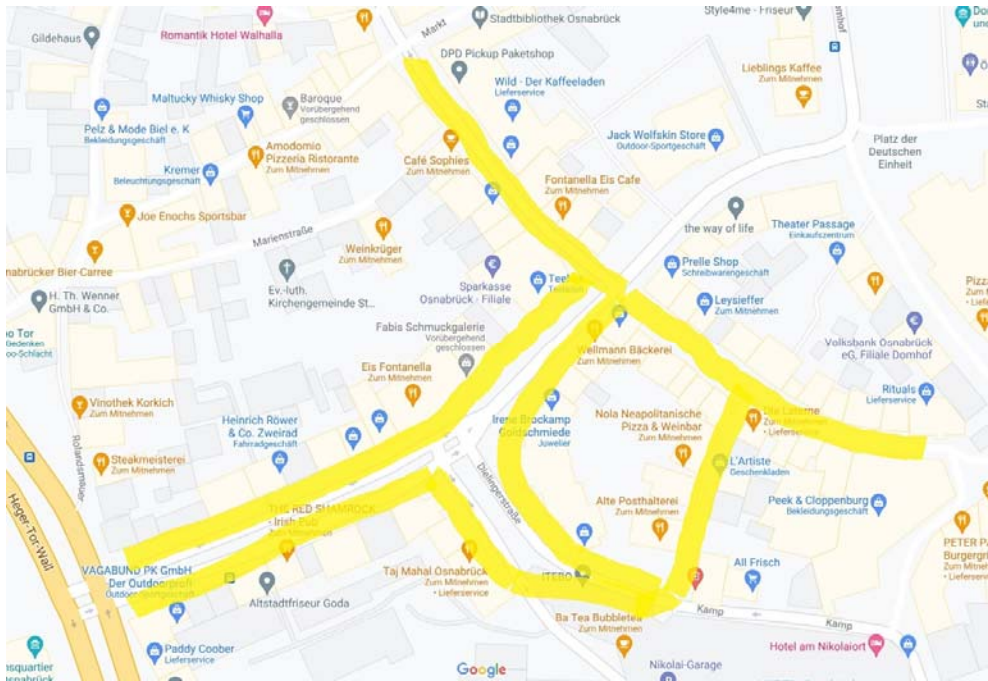 Romantik Hotel Walhalla
Gildehaus
Markt
Stadtbibliothek Osnabrück
DPD Pickup Paketshop
Style4me - Friseur
Lieblings Kaffee
Zum Mitnehmen
Wild - Der Kaffeeladen
Lieferservice
Maltucky Whisky Shop
Baroque
Vorübergehend
geschlossen
Pelz & Mode Biel e. K
Bekleidungsgeschäft
Amodomio
Pizzeria Ristorante
Zum Mitnehmen
Kremer
Beleuchtungsgeschäft
Café Sophies
Zum Mitnehmen
Jack Wolfskin Store
Outdoor-Sportgeschäft
Platz der
Deutschen
Einheit
Fontanella Eis Cafe
Zum Mitnehmen
Joe Enochs Sportsbar
Marienstraße
Weinkrüger
Zum Mitnehmen
the way of life
Theater Passage
Einkaufszentrum
Bier-Carree
Ev.-luth.
Kirchengemeinde St...
Sparkasse
Osnabrück - Filiale
Prelle Shop
Schreibwarengeschäft
H. Th. Wenner
GmbH & Co.
Leysieffer
Zum Mitnehmen
Fabis Schmuckgalerie
Vorübergehend
geschlossen
Wellmann Bäckerei
Zum Mitnehmen
Volksbank Osnabrück
eG, Filiale Domhof
Eis Fontanella
Zum Mitnehmen
Rituals
Lieferservice
Vinothek Korkich
Zum Mitnehmen
Heinrich Röwer
& Co. Zweirad
Fahrradgeschäft
Irene Brockamp
Goldschmiede
Juwelier
Nola Neapolitanische
Pizza & Weinbar
Zum Mitnehmen
Zum Mitnehmen
• Lieferservice
Rolandsmauer
Steakmeisterei
Zum Mitnehmen
Dielingerstraße
L'Artiste
Geschenkladen
Heger-Tor-Wall
THE RED SHAMROCK
- Irish Pub
Zum Mitnehmen
Alte Posthalterei
Zum Mitnehmen
Peek & Cloppenburg
Bekleidungsgeschäft
VAGABUND PK GmbH
Der Outdoorprofi
Taj Mahal Osnabrück
Zum Mitnehmen
• Lieferservice
ITEBO
All Frisch
Altstadtfriseur Goda
Ba Tea Bubbletea
Zum Mitnehmen
Kamp
Kamp
Paddy Coober
Lieferservice
Hotel am Nikolaiort
Google
Nikolai-Garage